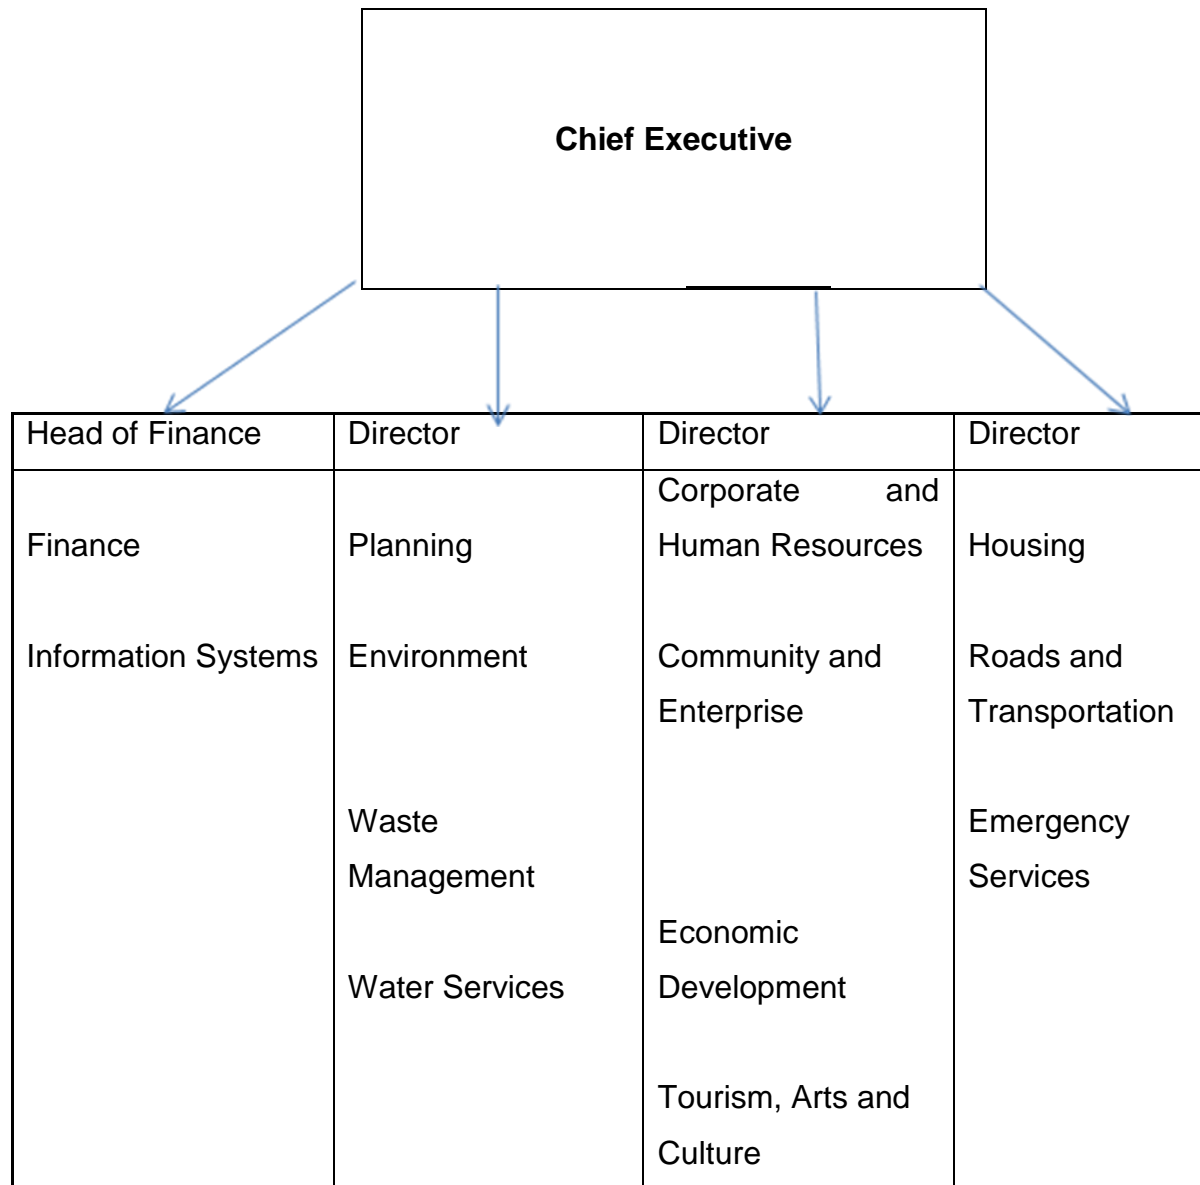 Chief Executive
Head of Finance
Director
Director
Director
Finance
Information Systems
Planning
Environment
Waste
Management
Water Services
Corporate and
Human Resources
Community and
Enterprise
Economic
Development
Tourism, Arts and
Culture
Housing
Roads and
Transportation
Emergency
Services